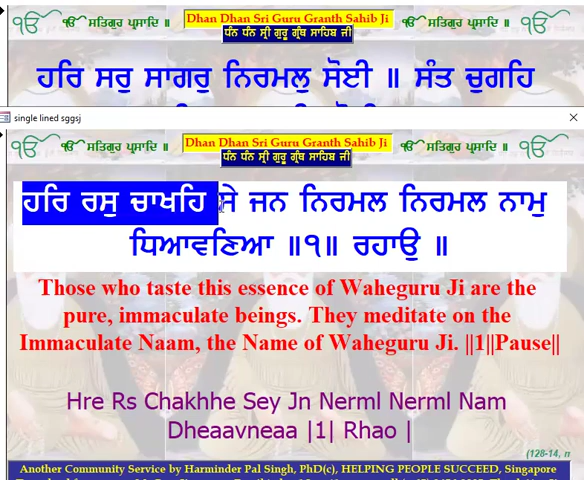 ੴ ੴ ਸਤਿਗੁਰ ਪ੍ਰਸਾਦਿ ॥ Dhan Dhan Sri Guru Granth Sahib Ji ੴ ਸਤਿਗੁਰ ਪ੍ਰਸਾਦਿ ॥ ੴ
ਧੰਨ ਧੰਨ ਸ੍ਰੀ ਗੁਰੂ ਗ੍ਰੰਥ ਸਾਹਿਬ ਜੀ
ਹਰਿ ਸਰੁ ਸਾਗਰੁ ਨਿਰਮਲੁ ਸੋਈ ॥ ਸੰਤ ਚੁਗਹਿ
single lined sggsj
ੴ ੴ ਸਤਿਗੁਰ ਪ੍ਰਸਾਦਿ ॥ Dhan Dhan Sri Guru Granth Sahib Ji ੴ ਸਤਿਗੁਰ ਪ੍ਰਸਾਦਿ ॥ ੴ
ਧੰਨ ਧੰਨ ਸ੍ਰੀ ਗੁਰੂ ਗ੍ਰੰਥ ਸਾਹਿਬ ਜੀ
ਹਰਿ ਰਸੁ ਚਾਖਹਿ ਸੇ ਜਨ ਨਿਰਮਲ ਨਿਰਮਲ ਨਾਮੁ
ਧਿਆਵਣਿਆ ॥੧॥ ਰਹਾਉ ॥
Those who taste this essence of Waheguru Ji are the
pure, immaculate beings. They meditate on the
Immaculate Naam, the Name of Waheguru Ji. ||1||Pause||
Hre Rs Chakhhe Sey Jn Nerml Nerml Nam
Dheaavneaa |1| Rhao |
(128-14,
Another Community Service by Harminder Pal Singh, PhD(c), HELPING PEOPLE SUCCEED, Singapore